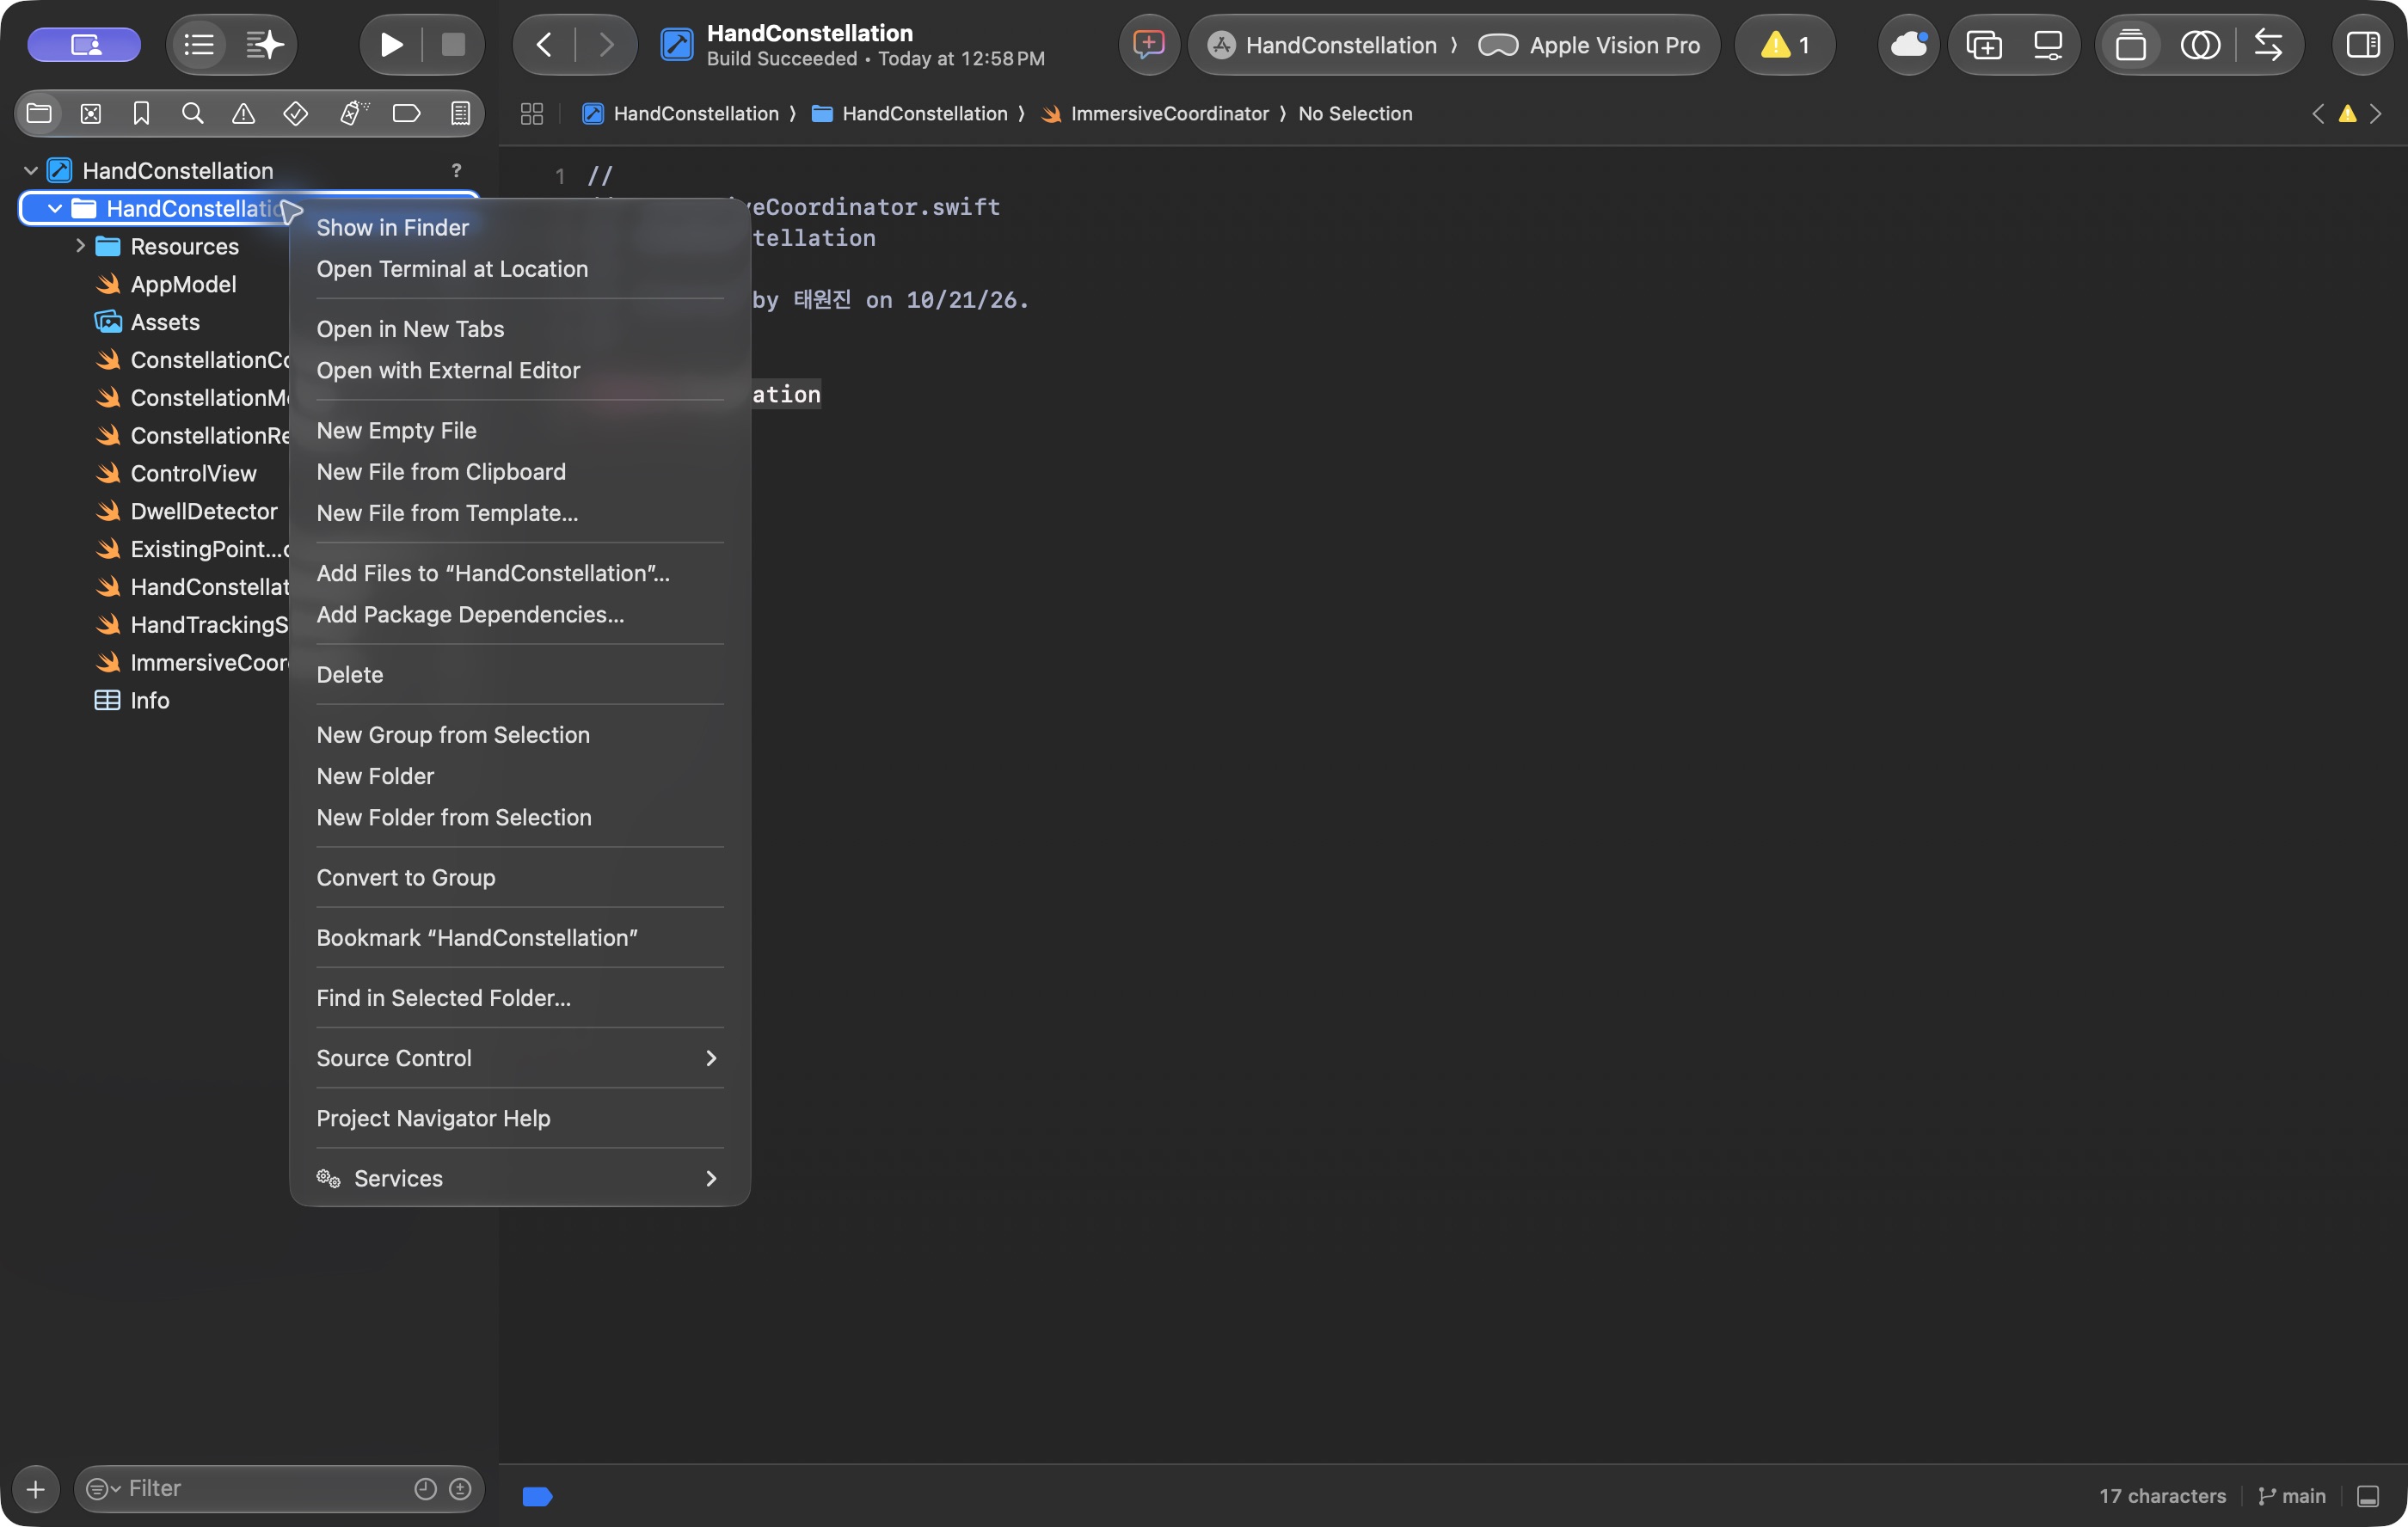 HandConstellation
Build Succeeded • Today at 12:58 PM
HandConstellation 〉 Apple Vision Pro
1
HandConstellation 〉 HandConstellation 〉 ImmersiveCoordinator 〉 No Selection
HandConstellation ?
HandConstellatio
Resources
AppModel
Assets
ConstellationCo
ConstellationMo
ConstellationRe
ControlView
DwellDetector
ExistingPoint...c
HandConstellat
HandTrackingS
ImmersiveCoord
Info
Show in Finder
Open Terminal at Location
Open in New Tabs
Open with External Editor
New Empty File
New File from Clipboard
New File from Template...
Add Files to “HandConstellation”...
Add Package Dependencies...
Delete
New Group from Selection
New Folder
New Folder from Selection
Convert to Group
Bookmark “HandConstellation”
Find in Selected Folder...
Source Control
Project Navigator Help
Services
1 //
eCoordinator.swift
tellation
by 태원진 on 10/21/26.
ation
Filter
17 characters
main